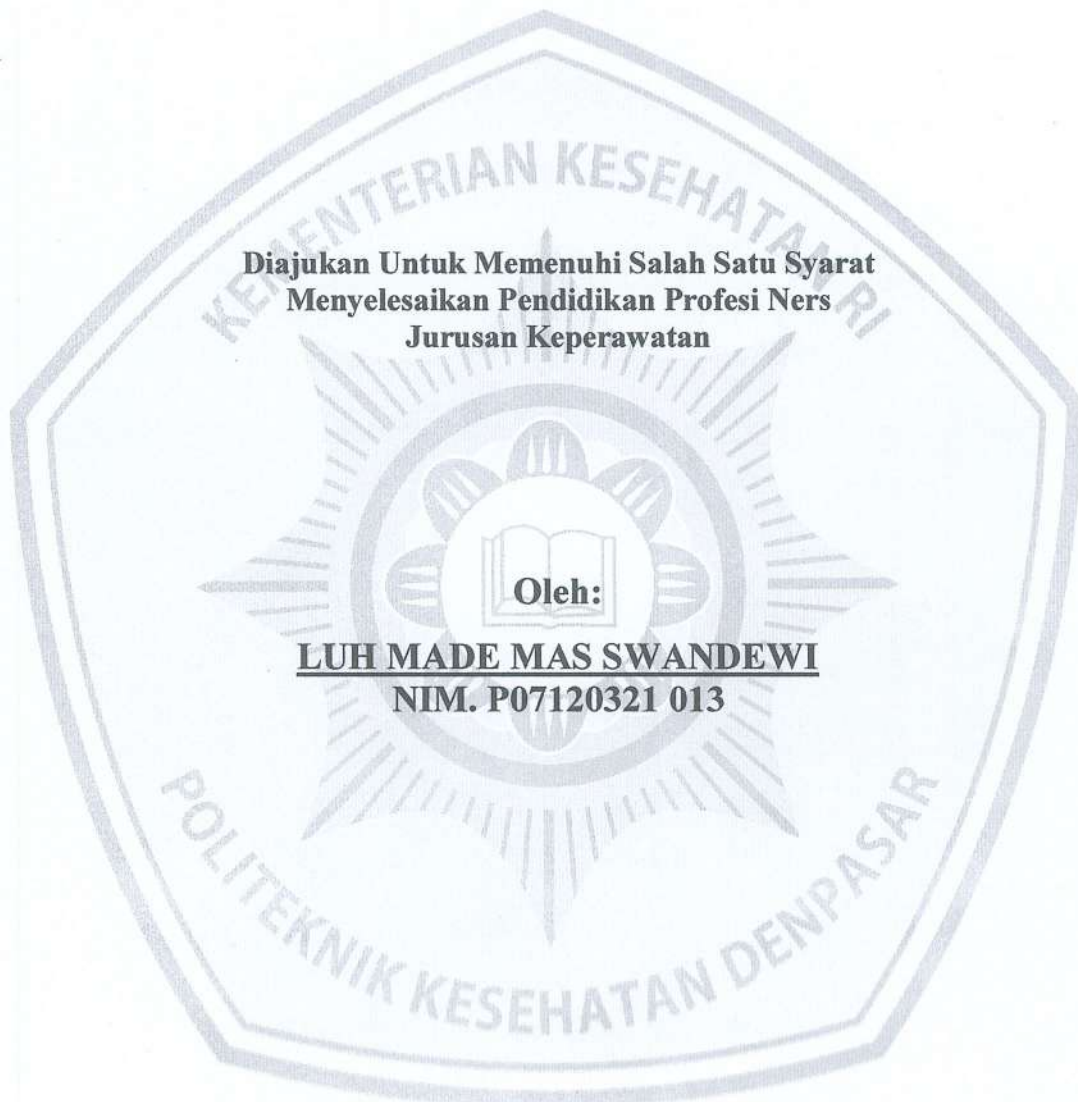 KEMENTERIAN KESEHATAN RI
Diajukan Untuk Memenuhi Salah Satu Syarat
Menyelesaikan Pendidikan Profesi Ners
Jurusan Keperawatan
Oleh:
LUH MADE MAS SWANDEWI
NIM. P07120321 013
POLITEKNIK KESEHATAN DENPASAR